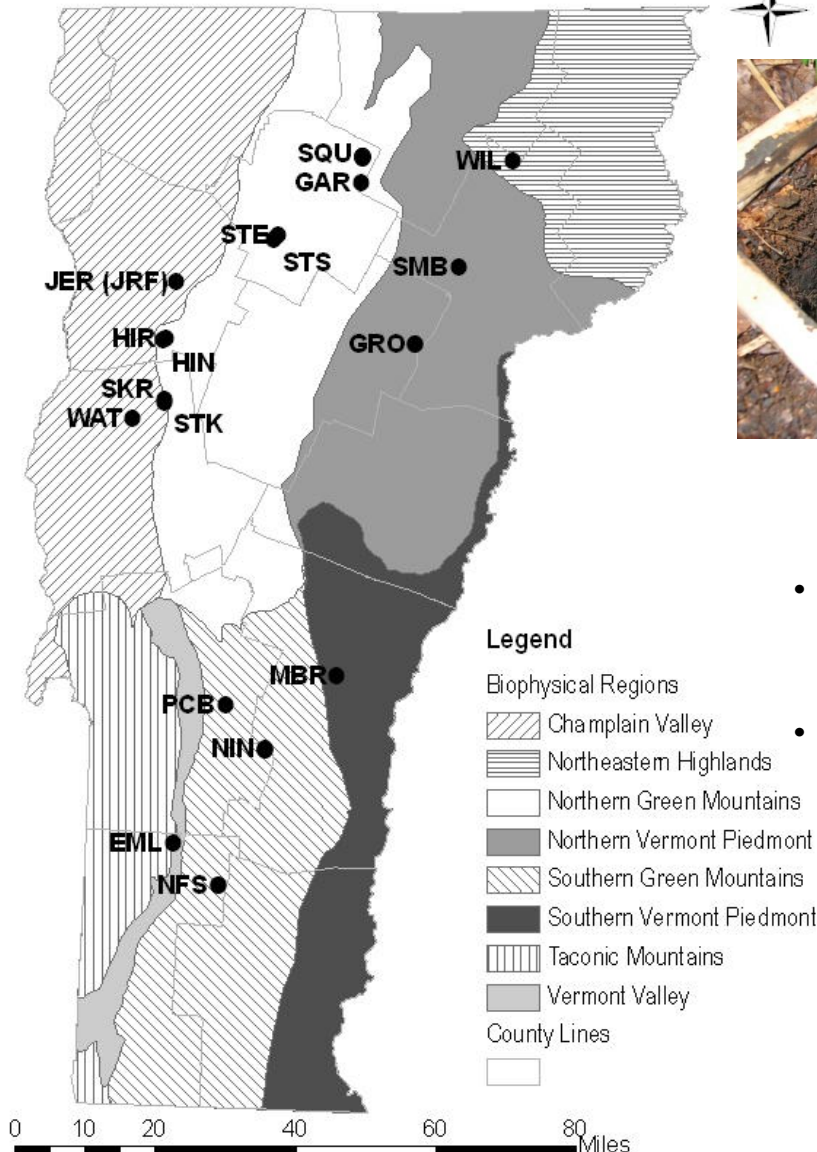 SQU
GAR
WIL
STE
STS
JER (JRF)
SMB
HIR
HIN
GRO
SKR
WAT
STK
MBR
PCB
NIN
EML
NFS
Legend
Biophysical Regions
Champlain Valley
Northeastern Highlands
Northern Green Mountains
Northern Vermont Piedmont
Southern Green Mountains
Southern Vermont Piedmont
Taconic Mountains
Vermont Valley
County Lines
0 10 20 40 60 80
Miles